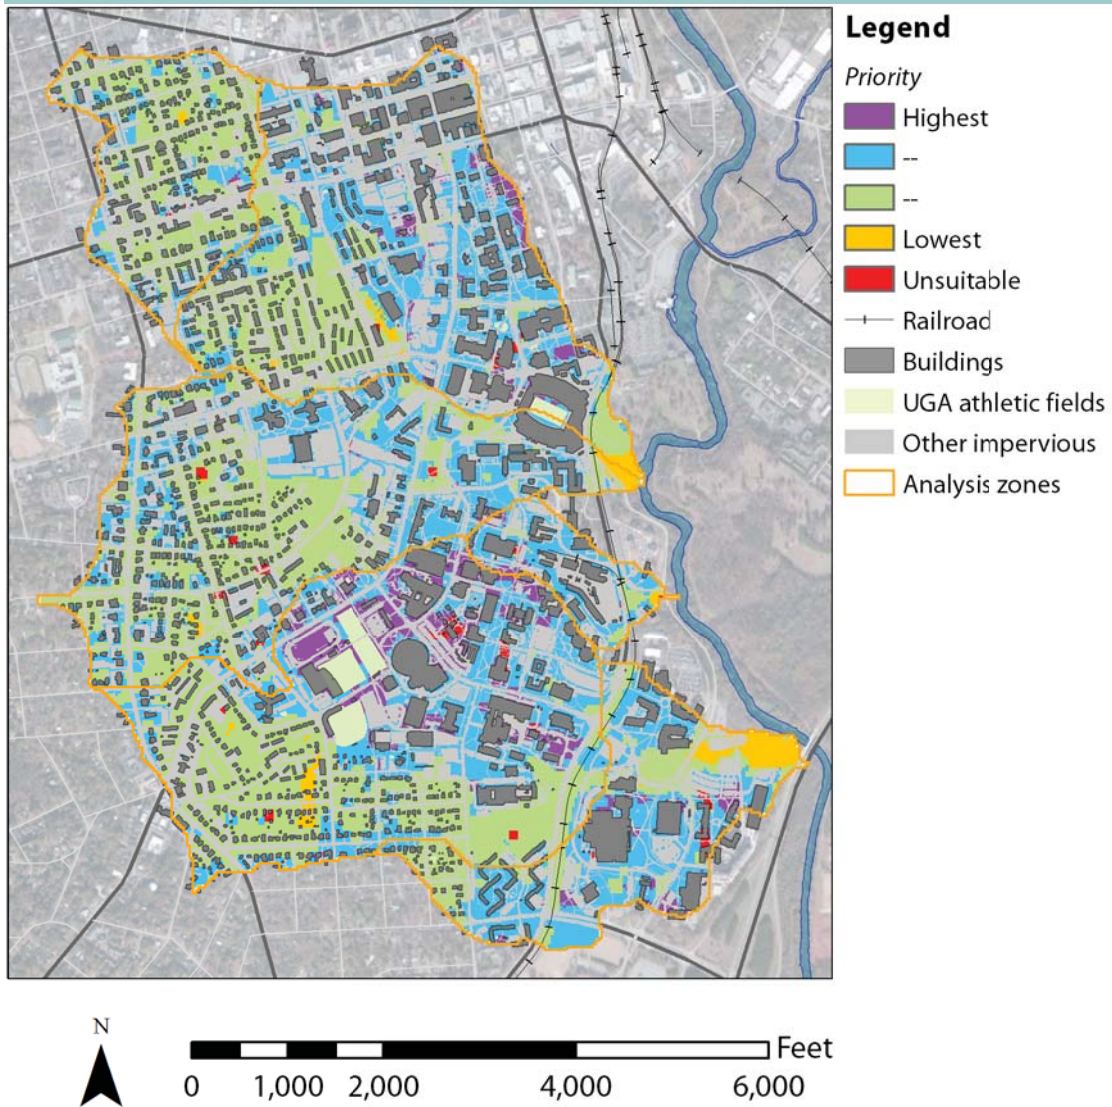 Legend
Priority
Highest
--
--
Lowest
Unsuitable
Railroad
Buildings
UGA athletic fields
Other impervious
Analysis zones
N
Feet
0 1,000 2,000 4,000 6,000